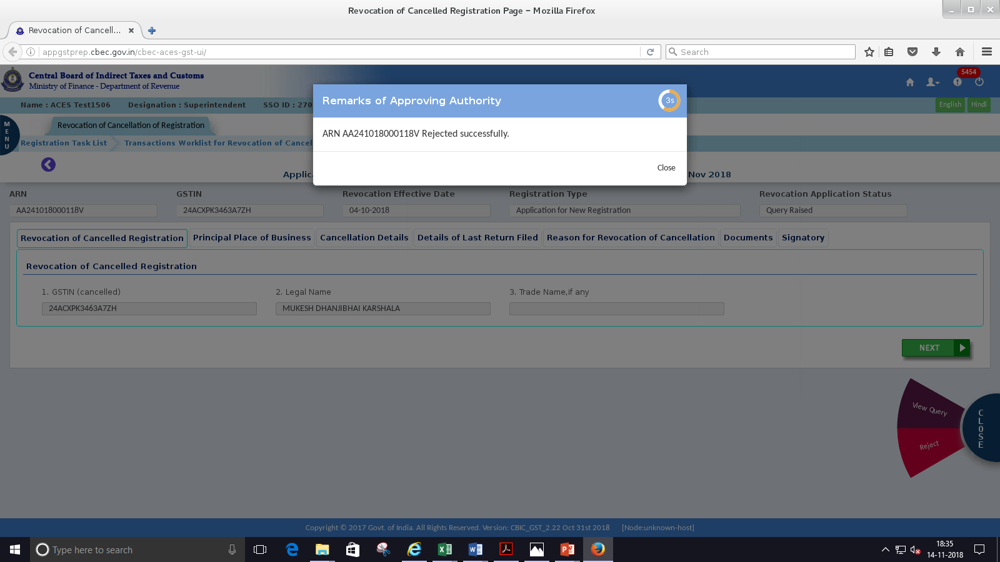 Revocation of Cancelled Registration Page – Mozilla Firefox
Revocation of Cancell...
appgstprep.cbec.gov.in/cbec-aces-gst-ui/
Search
Central Board of Indirect Taxes and Customs
Ministry of Finance - Department of Revenue
5454
Name : ACES Test1506 Designation : Superintendent SSO ID : 270
English Hindi
MENU
Revocation of Cancellation of Registration
Registration Task List Transactions Worklist for Revocation of Cancel
Remarks of Approving Authority 3s
ARN AA241018000118V Rejected successfully.
Close
Applica Nov 2018
ARN GSTIN Revocation Effective Date Registration Type Revocation Application Status
AA241018000118V 24ACXPK3463A7ZH 04-10-2018 Application for New Registration Query Raised
Revocation of Cancelled Registration Principal Place of Business Cancellation Details Details of Last Return Filed Reason for Revocation of Cancellation Documents Signatory
Revocation of Cancelled Registration
1. GSTIN (cancelled) 2. Legal Name 3. Trade Name,if any
24ACXPK3463A7ZH MUKESH DHANJIBHAI KARSHALA
NEXT
View Query
Reject
CLOSE
Copyright © 2017 Govt. of India. All Rights Reserved. Version: CBIC_GST_2.22 Oct 31st 2018 [Node:unknown-host]
Type here to search
18:35
14-11-2018